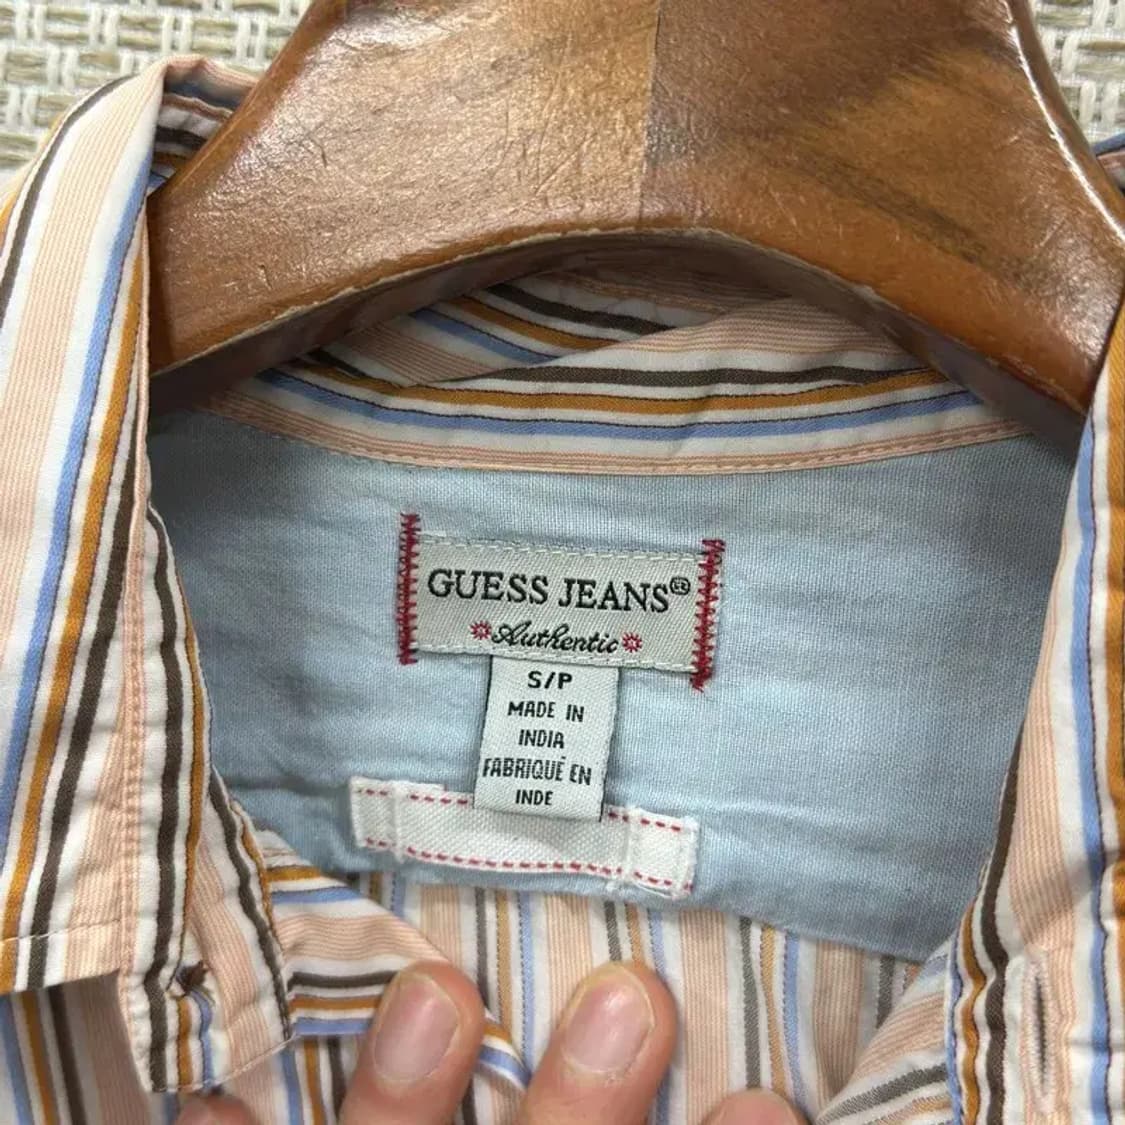 GUESS JEANS®
Authentic
S/P
MADE IN
INDIA
FABRIQUÉ EN
INDE